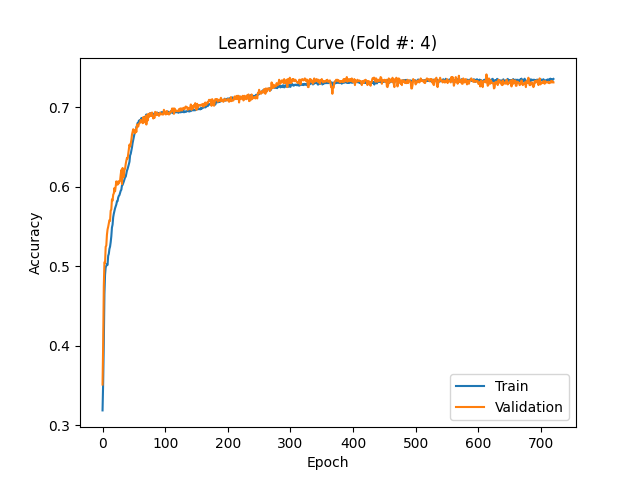 Learning Curve (Fold #: 4)
Accuracy
0.7
0.6
0.5
0.4
0.3
0 100 200 300 400 500 600 700
Epoch
Train
Validation